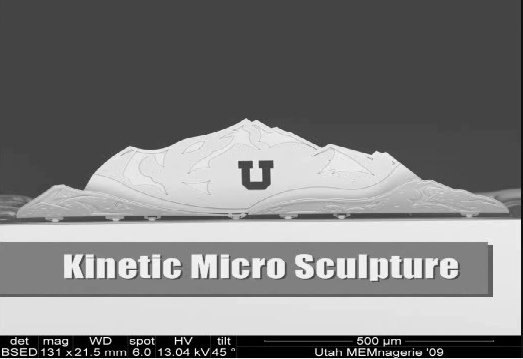 U
Kinetic Micro Sculpture
det mag WD spot HV tilt 500 µm
BSED 131 x 21.5 mm 6.0 13.04 kV 45 ° Utah MEMnagerie '09